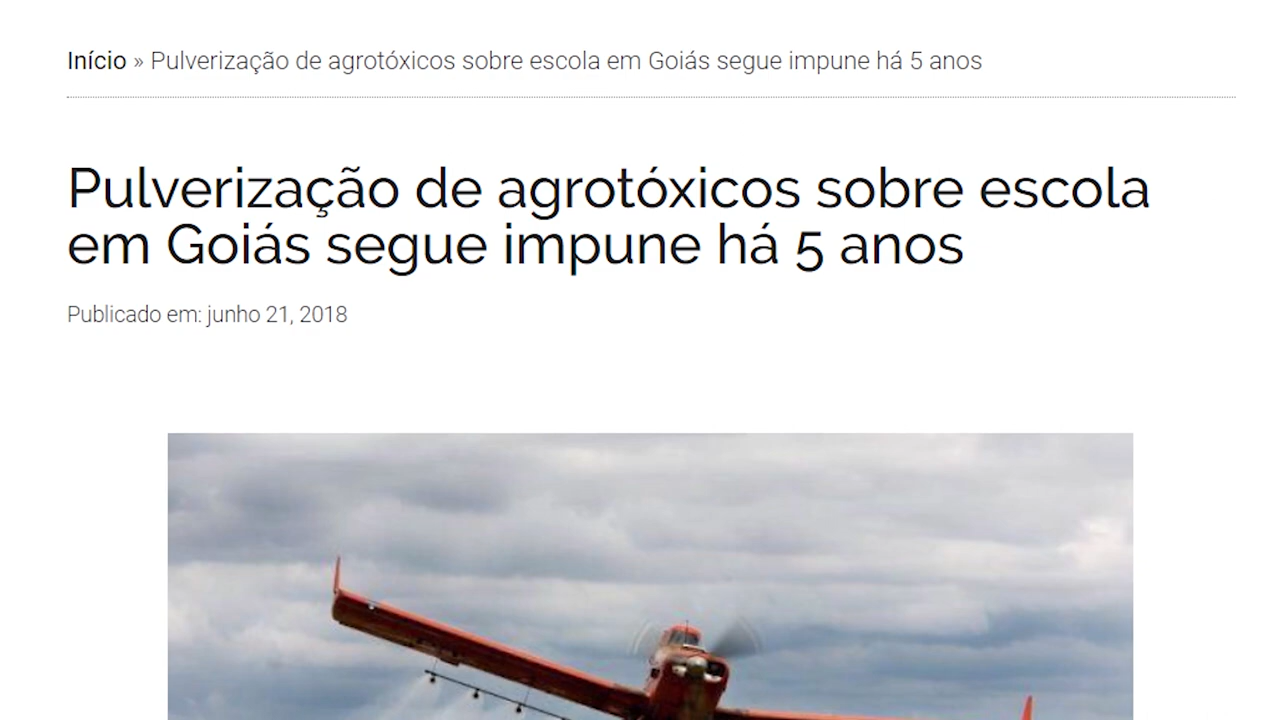 Início » Pulverização de agrotóxicos sobre escola em Goiás segue impune há 5 anos
Pulverização de agrotóxicos sobre escola
em Goiás segue impune há 5 anos
Publicado em: junho 21, 2018